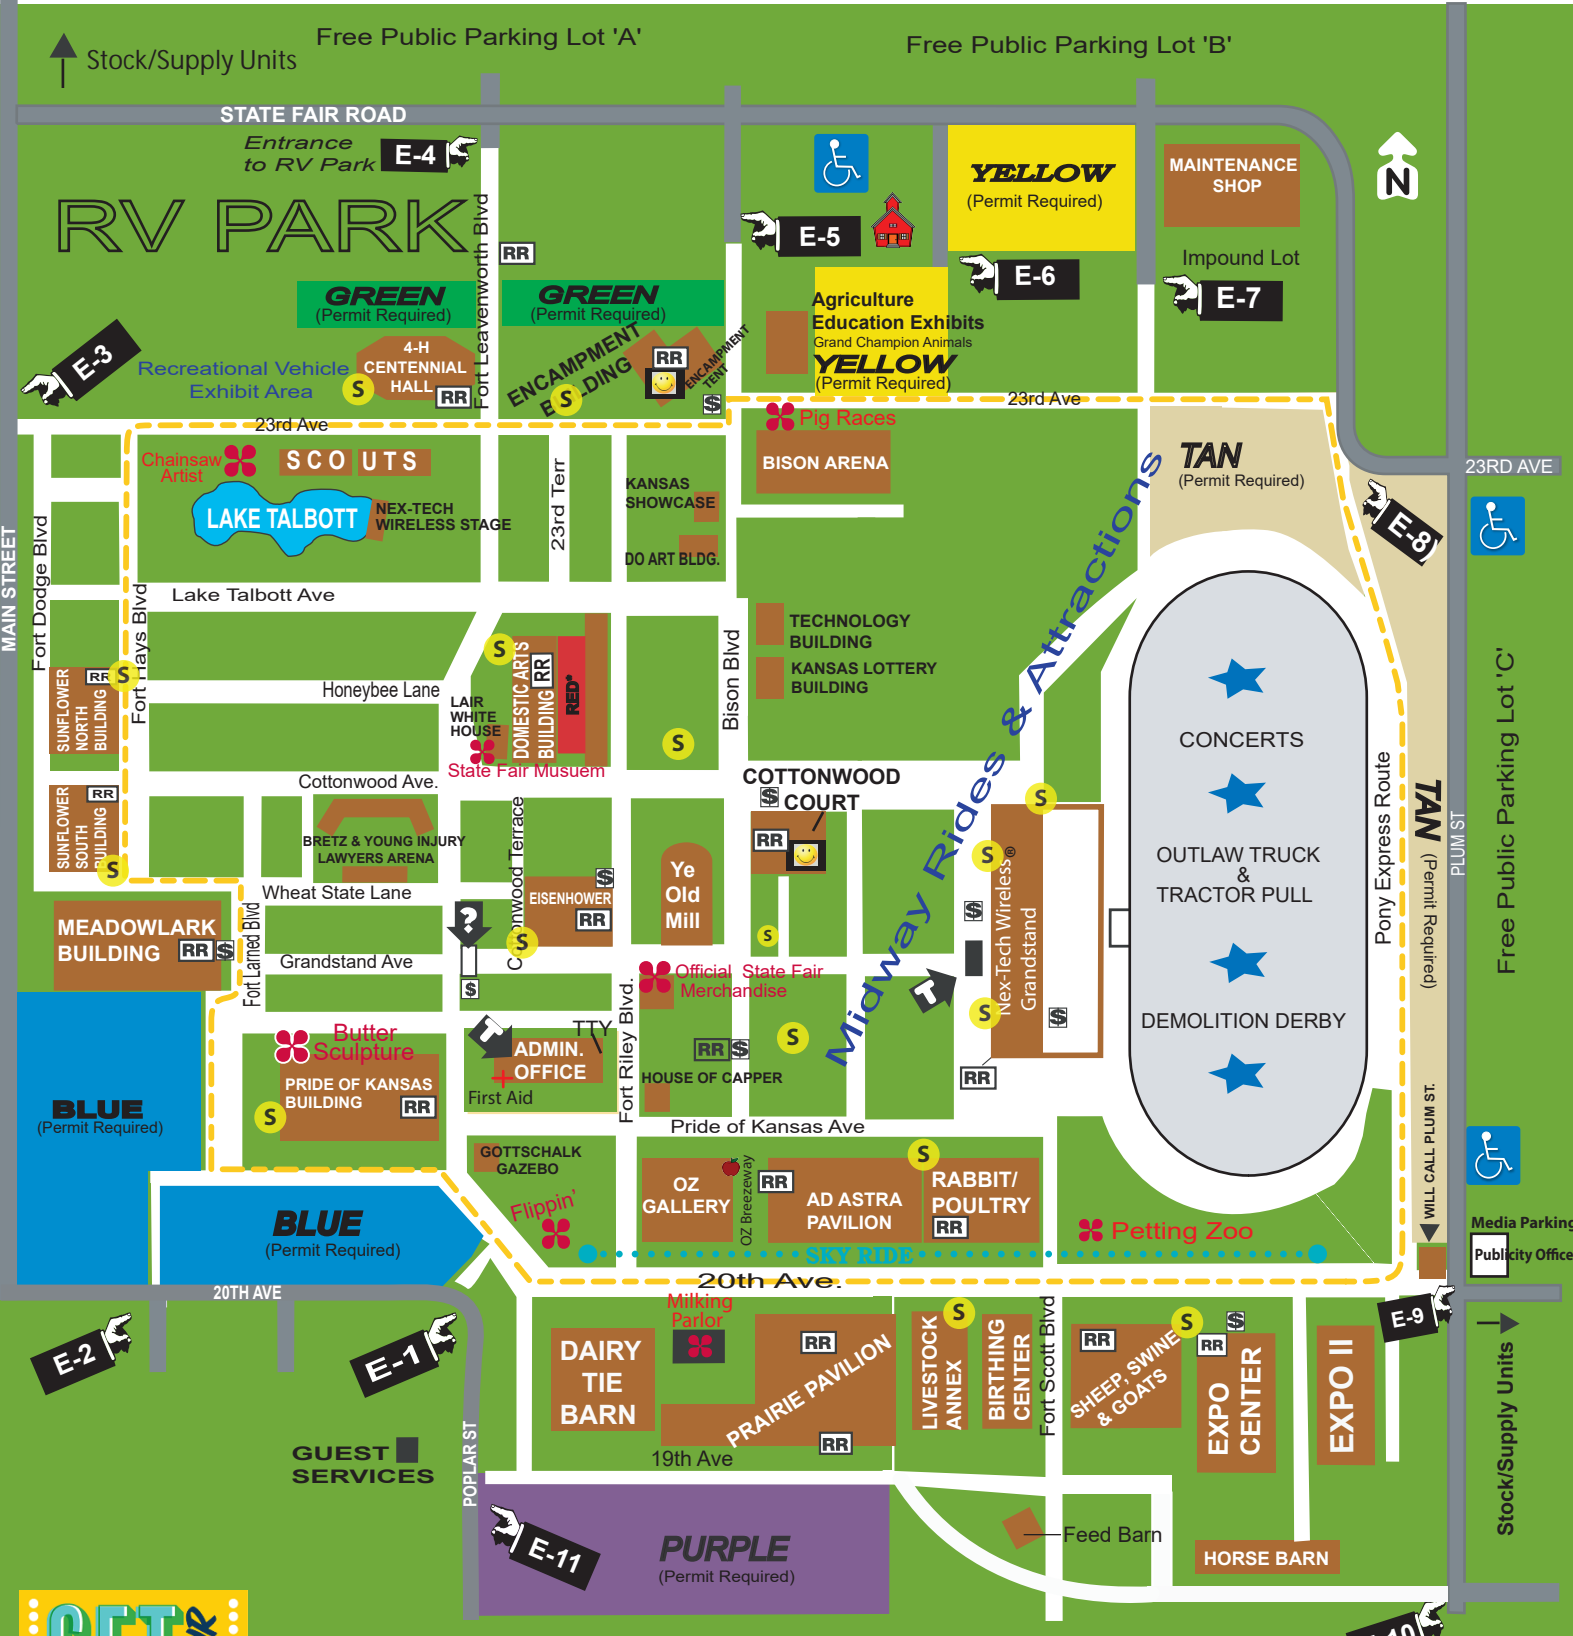 Free Public Parking Lot 'A'
Free Public Parking Lot 'B'
Stock/Supply Units
STATE FAIR ROAD
Entrance
to RV Park
E-4
RV PARK
Fort Leavenworth Blvd
RR
E-5
YELLOW
(Permit Required)
E-6
MAINTENANCE
SHOP
N
Impound Lot
E-7
GREEN
(Permit Required)
GREEN
(Permit Required)
E-3
Recreational Vehicle
Exhibit Area
4-H
CENTENNIAL
HALL
S
RR
ENCAMPMENT
BUILDING
S
RR
ENCAMPMENT
TENT
$
Agriculture
Education Exhibits
Grand Champion Animals
YELLOW
(Permit Required)
23rd Ave
23rd Ave
Pig Races
BISON ARENA
TAN
(Permit Required)
23RD AVE
E-8)
Chainsaw
Artist
SCOUTS
LAKE TALBOTT
NEX-TECH
WIRELESS STAGE
23rd Terr
KANSAS
SHOWCASE
DO ART BLDG.
MAIN STREET
Fort Dodge Blvd
Fort Hays Blvd
Lake Talbott Ave
Bison Blvd
TECHNOLOGY
BUILDING
KANSAS LOTTERY
BUILDING
Midway Rides & Attractions
SUNFLOWER
NORTH
BUILDING
RR
S
Honeybee Lane
LAIR
WHITE
HOUSE
S
DOMESTIC ARTS
BUILDING
RR
RED*
State Fair Musuem
S
Cottonwood Ave.
COTTONWOOD
COURT
$
RR
SUNFLOWER
SOUTH
BUILDING
RR
S
BRETZ & YOUNG INJURY
LAWYERS ARENA
Wheat State Lane
Cottonwood Terrace
EISENHOWER
$
RR
S
Ye
Old
Mill
S
S
S
Nex-Tech Wireless®
Grandstand
$
S
$
RR
T
CONCERTS
OUTLAW TRUCK
&
TRACTOR PULL
DEMOLITION DERBY
Pony Express Route
TAN
(Permit Required)
PLUM ST
Free Public Parking Lot 'C'
MEADOWLARK
BUILDING
RR
$
Fort Larned Blvd
Grandstand Ave
?
$
Official State Fair
Merchandise
Fort Riley Blvd.
RR
$
S
HOUSE OF CAPPER
Butter
Sculpture
PRIDE OF KANSAS
BUILDING
RR
S
T
TTY
ADMIN.
OFFICE
First Aid
BLUE
(Permit Required)
BLUE
(Permit Required)
Pride of Kansas Ave
GOTTSCHALK
GAZEBO
Flippin'
OZ
GALLERY
OZ Breezeway
RR
AD ASTRA
PAVILION
S
RABBIT/
POULTRY
RR
Petting Zoo
SKY RIDE
WILL CALL PLUM ST.
Media Parking
Publicity Office
20th Ave.
20TH AVE
E-2
E-1
E-9
Milking
Parlor
DAIRY
TIE
BARN
RR
PRAIRIE PAVILION
RR
19th Ave
LIVESTOCK
ANNEX
S
BIRTHING
CENTER
Fort Scott Blvd
RR
SHEEP, SWINE
& GOATS
S
$
RR
EXPO
CENTER
EXPO II
Stock/Supply Units
GUEST
SERVICES
POPLAR ST
E-11
PURPLE
(Permit Required)
Feed Barn
HORSE BARN
GET